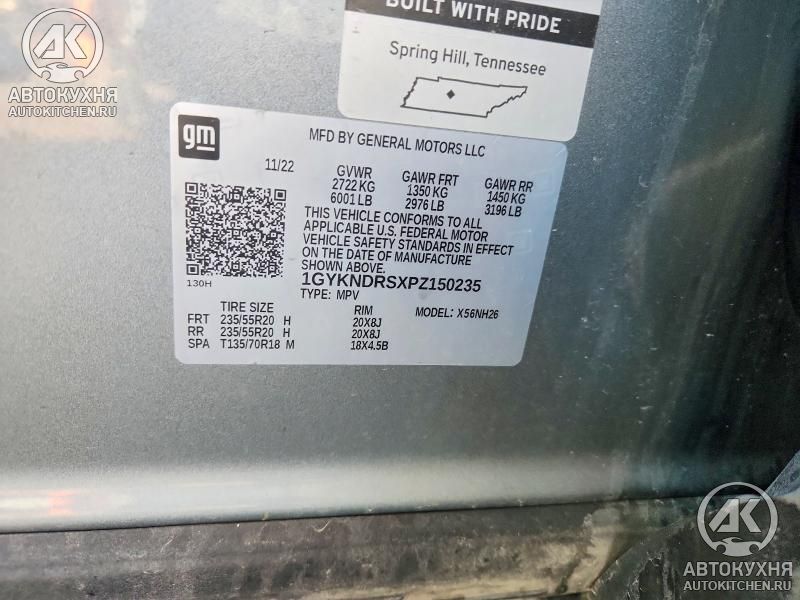 BUILT WITH PRIDE
Spring Hill, Tennessee
АВТОКУХНЯ
AUTOKITCHEN.RU
gm
MFD BY GENERAL MOTORS LLC
11/22 GVWR GAWR FRT GAWR RR
2722 KG 1350 KG 1450 KG
6001 LB 2976 LB 3196 LB
THIS VEHICLE CONFORMS TO ALL
APPLICABLE U.S. FEDERAL MOTOR
VEHICLE SAFETY STANDARDS IN EFFECT
ON THE DATE OF MANUFACTURE
SHOWN ABOVE.
130H
1GYKNDRSXPZ150235
TYPE: MPV
TIRE SIZE RIM MODEL: X56NH26
FRT 235/55R20 H 20X8J
RR 235/55R20 H 20X8J
SPA T135/70R18 M 18X4.5B
АВТОКУХНЯ
AUTOKITCHEN.RU